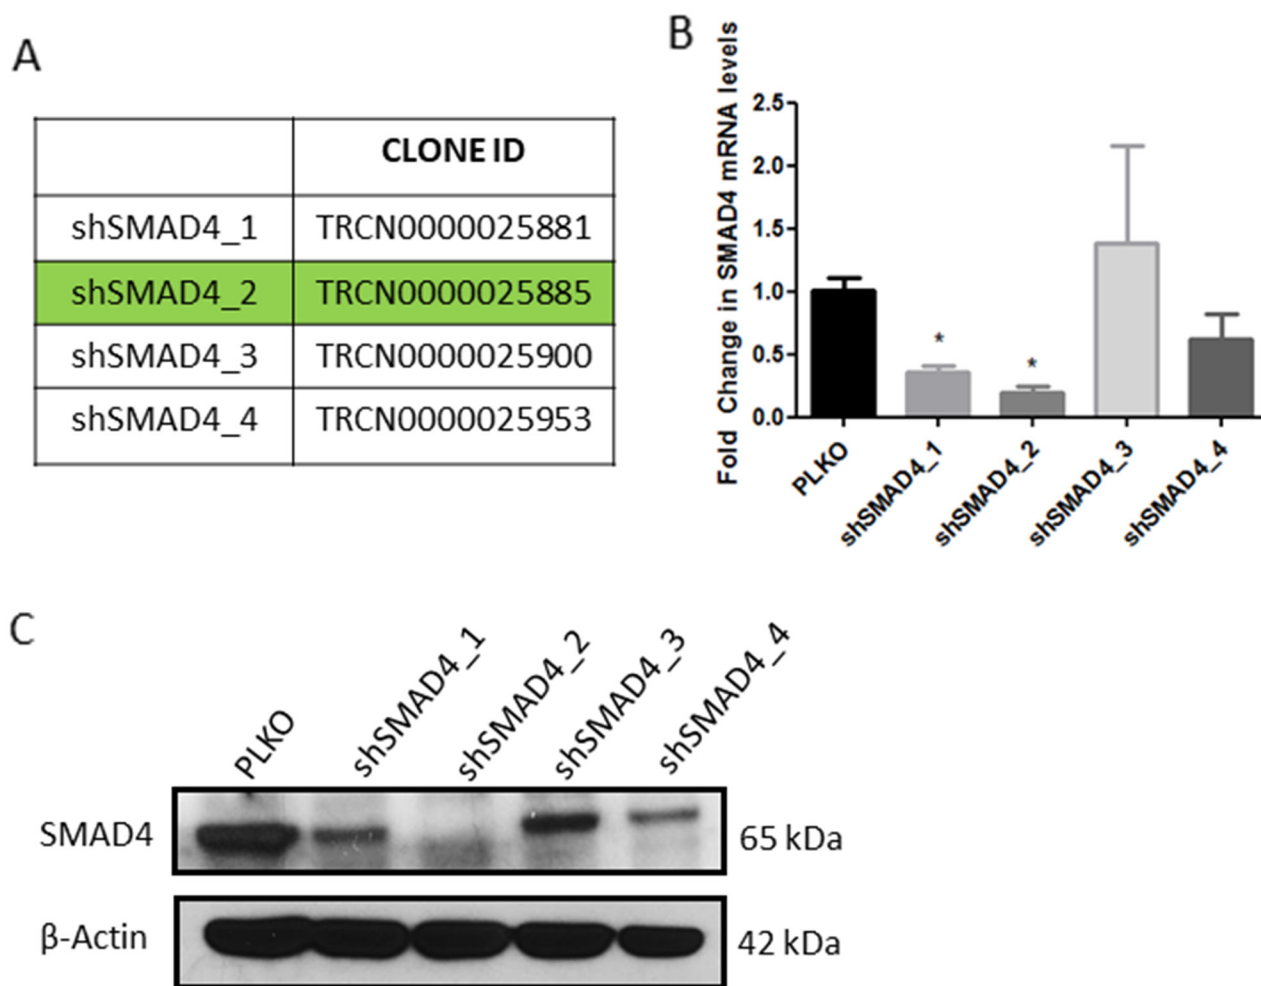 A
CLONE ID
shSMAD4_1 TRCN0000025881
shSMAD4_2 TRCN0000025885
shSMAD4_3 TRCN0000025900
shSMAD4_4 TRCN0000025953
B
Fold Change in SMAD4 mRNA levels
2.5
2.0
1.5
1.0
0.5
0.0
* *
PLKO shSMAD4_1 shSMAD4_2 shSMAD4_3 shSMAD4_4
C
PLKO shSMAD4_1 shSMAD4_2 shSMAD4_3 shSMAD4_4
SMAD4 65 kDa
β-Actin 42 kDa